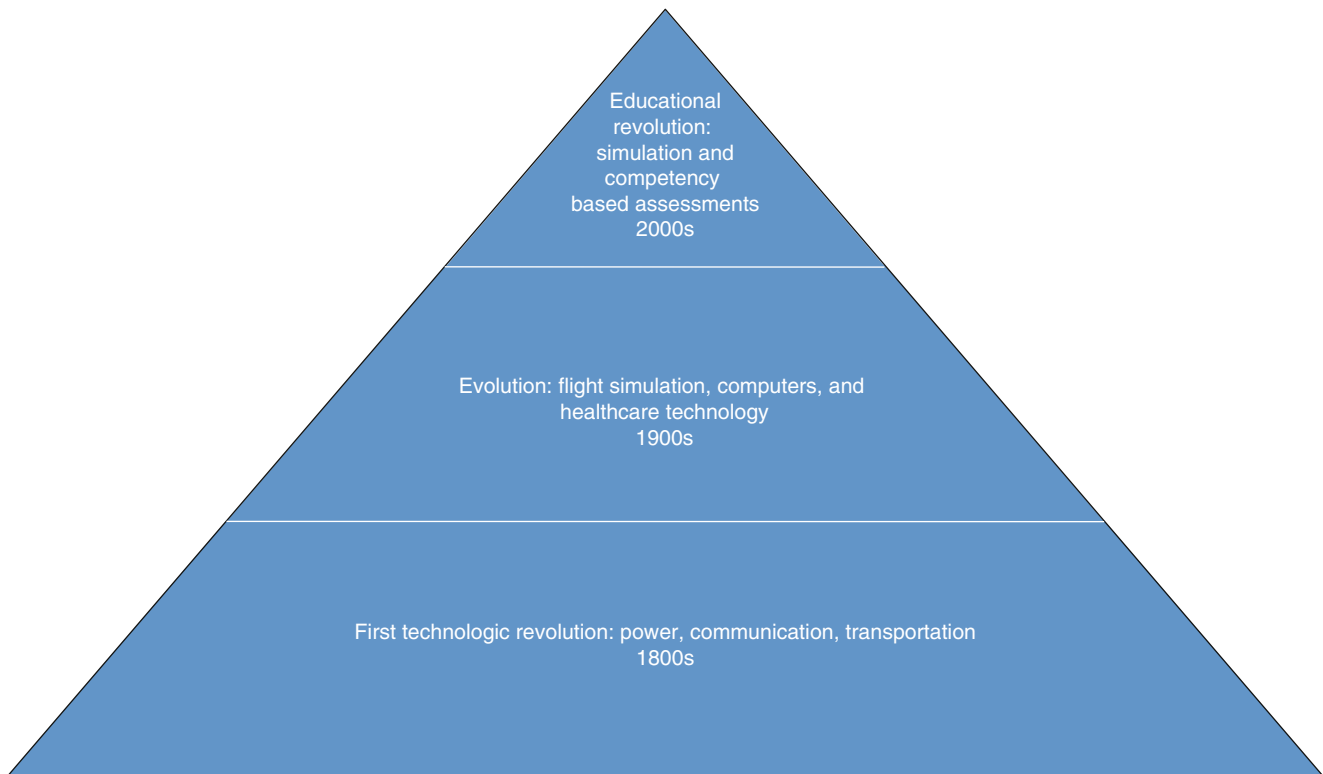 Educational
revolution:
simulation and
competency
based assessments
2000s
Evolution: flight simulation, computers, and
healthcare technology
1900s
First technologic revolution: power, communication, transportation
1800s